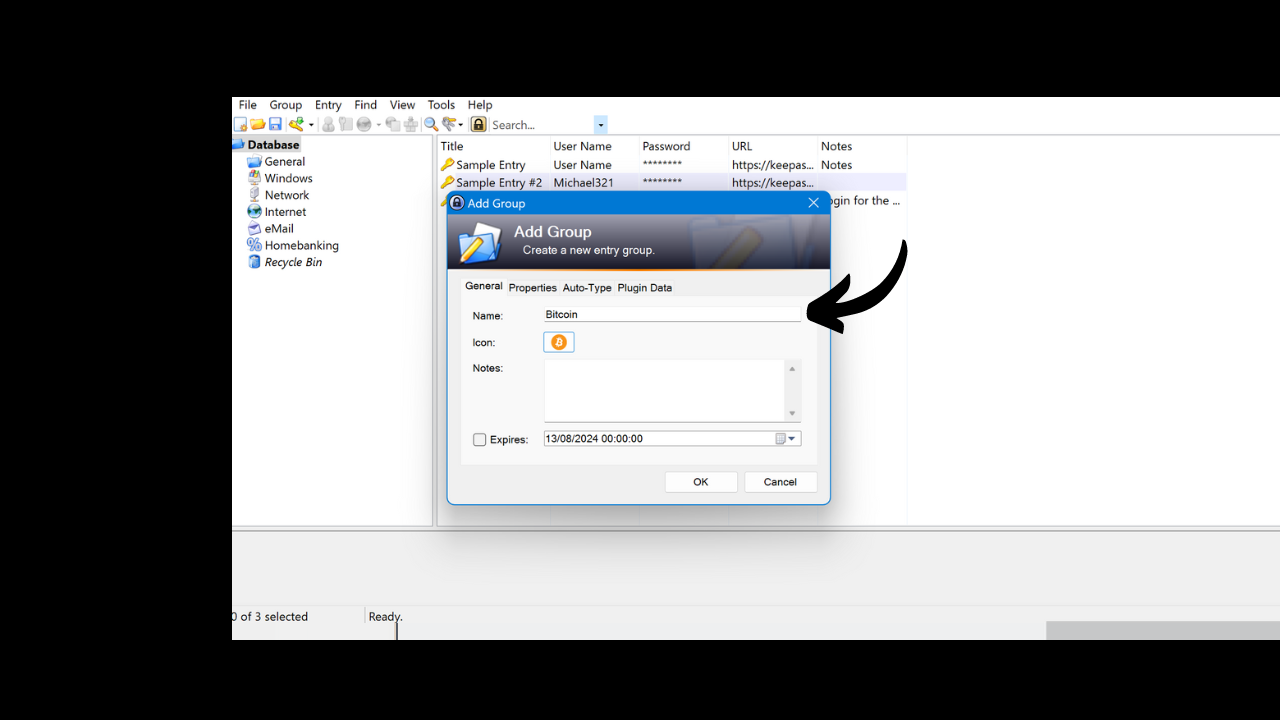 File Group Entry Find View Tools Help
Search...
Database
General
Windows
Network
Internet
eMail
Homebanking
Recycle Bin
Title User Name Password URL Notes
Sample Entry User Name ******** https://keepas... Notes
Sample Entry #2 Michael321 ******** https://keepas...
ogin for the ...
Add Group
Add Group
Create a new entry group.
General Properties Auto-Type Plugin Data
Name: Bitcoin
Icon:
Notes:
Expires: 13/08/2024 00:00:00
OK Cancel
0 of 3 selected Ready.